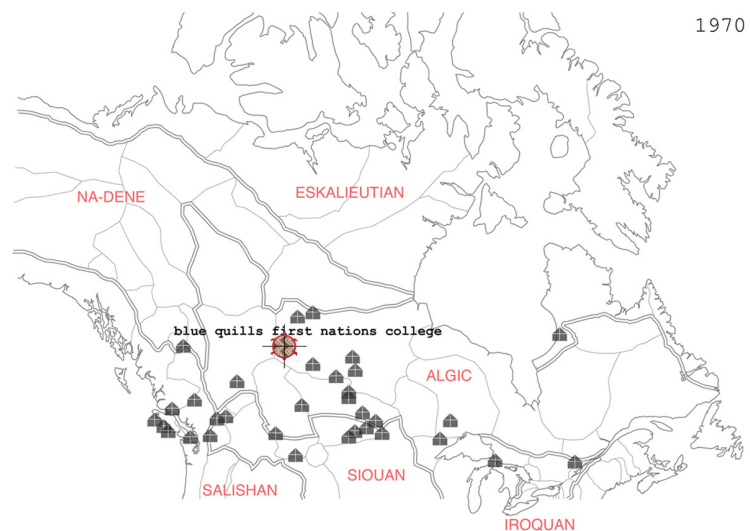 1970
ESKALIEUTIAN
NA-DENE
blue quills first nations college
ALGIC
SIOUAN
SALISHAN
IROQUAN